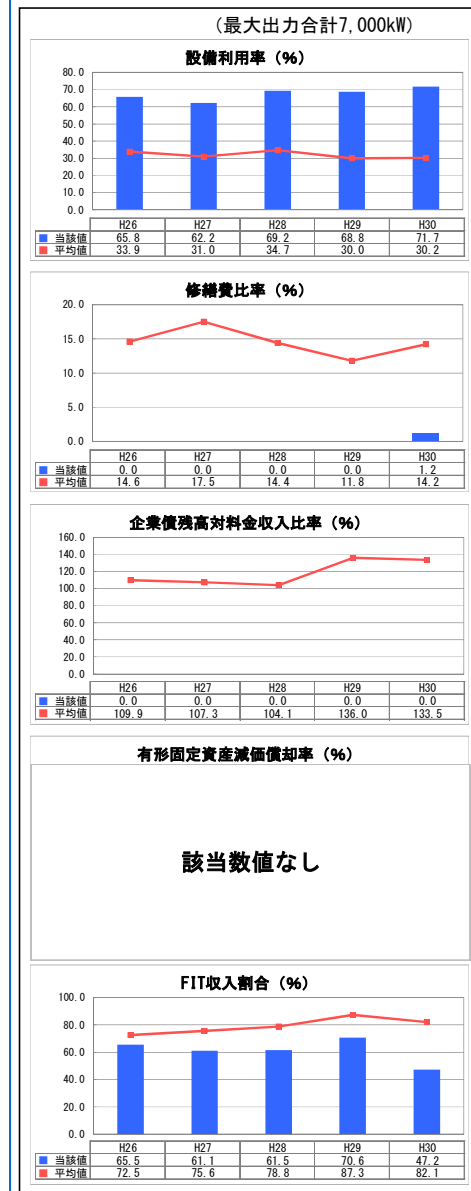 (最大出力合計7,000kW)
設備利用率（%）
80.0
70.0
60.0
50.0
40.0
30.0
20.0
10.0
0.0
H26 H27 H28 H29 H30
当該値 65.8 62.2 69.2 68.8 71.7
平均値 33.9 31.0 34.7 30.0 30.2
修繕費比率（%）
20.0
15.0
10.0
5.0
0.0
H26 H27 H28 H29 H30
当該値 0.0 0.0 0.0 0.0 1.2
平均値 14.6 17.5 14.4 11.8 14.2
企業債残高対料金収入比率（%）
160.0
140.0
120.0
100.0
80.0
60.0
40.0
20.0
0.0
H26 H27 H28 H29 H30
当該値 0.0 0.0 0.0 0.0 0.0
平均値 109.9 107.3 104.1 136.0 133.5
有形固定資産減価償却率（%）
該当数値なし
FIT収入割合（%）
100.0
80.0
60.0
40.0
20.0
0.0
H26 H27 H28 H29 H30
当該値 65.5 61.1 61.5 70.6 47.2
平均値 72.5 75.6 78.8 87.3 82.1